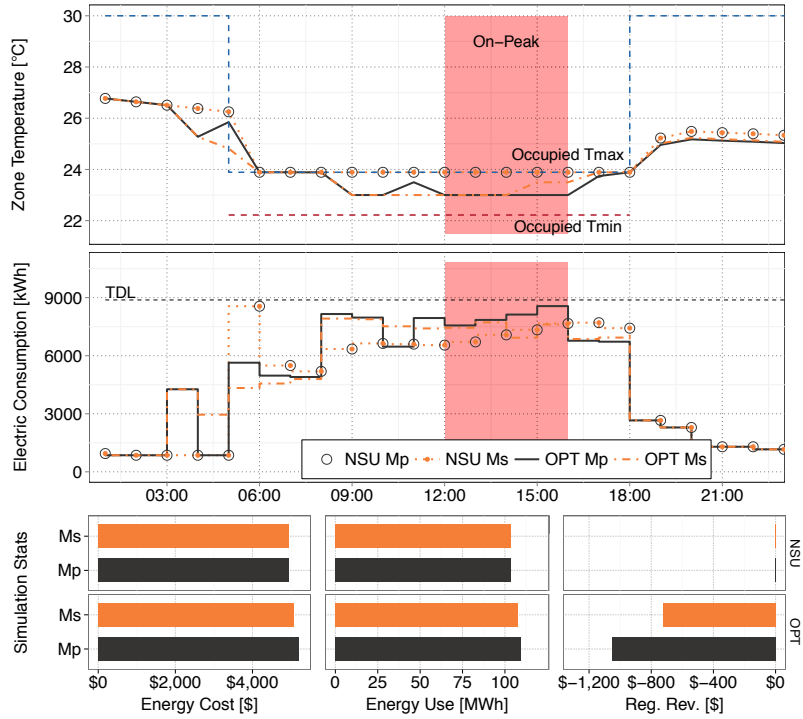 Zone Temperature [°C]
30
28
26
24
22
On−Peak
Occupied Tmax
Occupied Tmin
Electric Consumption [kWh]
9000
6000
3000
0
TDL
NSU Mp NSU Ms OPT Mp OPT Ms
03:00 06:00 09:00 12:00 15:00 18:00 21:00
Simulation Stats
Ms
Mp
NSU
Ms
Mp
OPT
$0 $2,000 $4,000
Energy Cost [$]
0 25 50 75 100
Energy Use [MWh]
$−1,200 $−800 $−400 $0
Reg. Rev. [$]